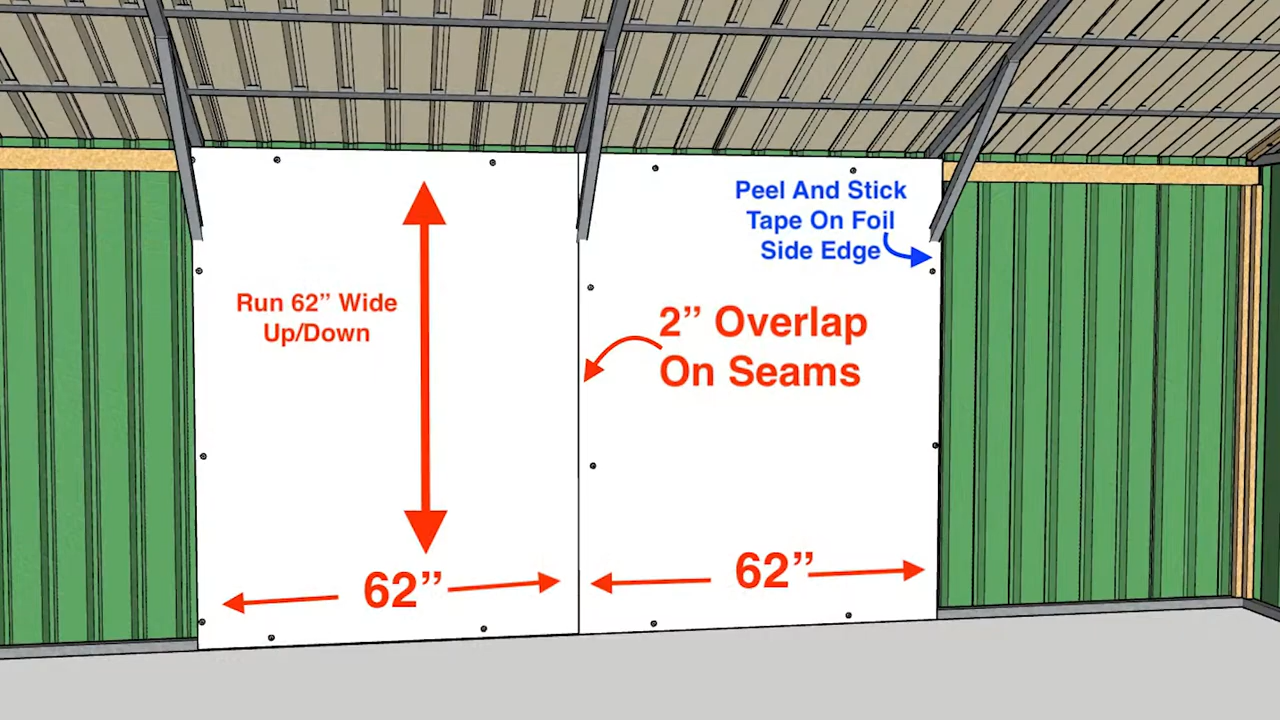 Peel And Stick
Tape On Foil
Side Edge
Run 62” Wide
Up/Down
2” Overlap
On Seams
62”
62”